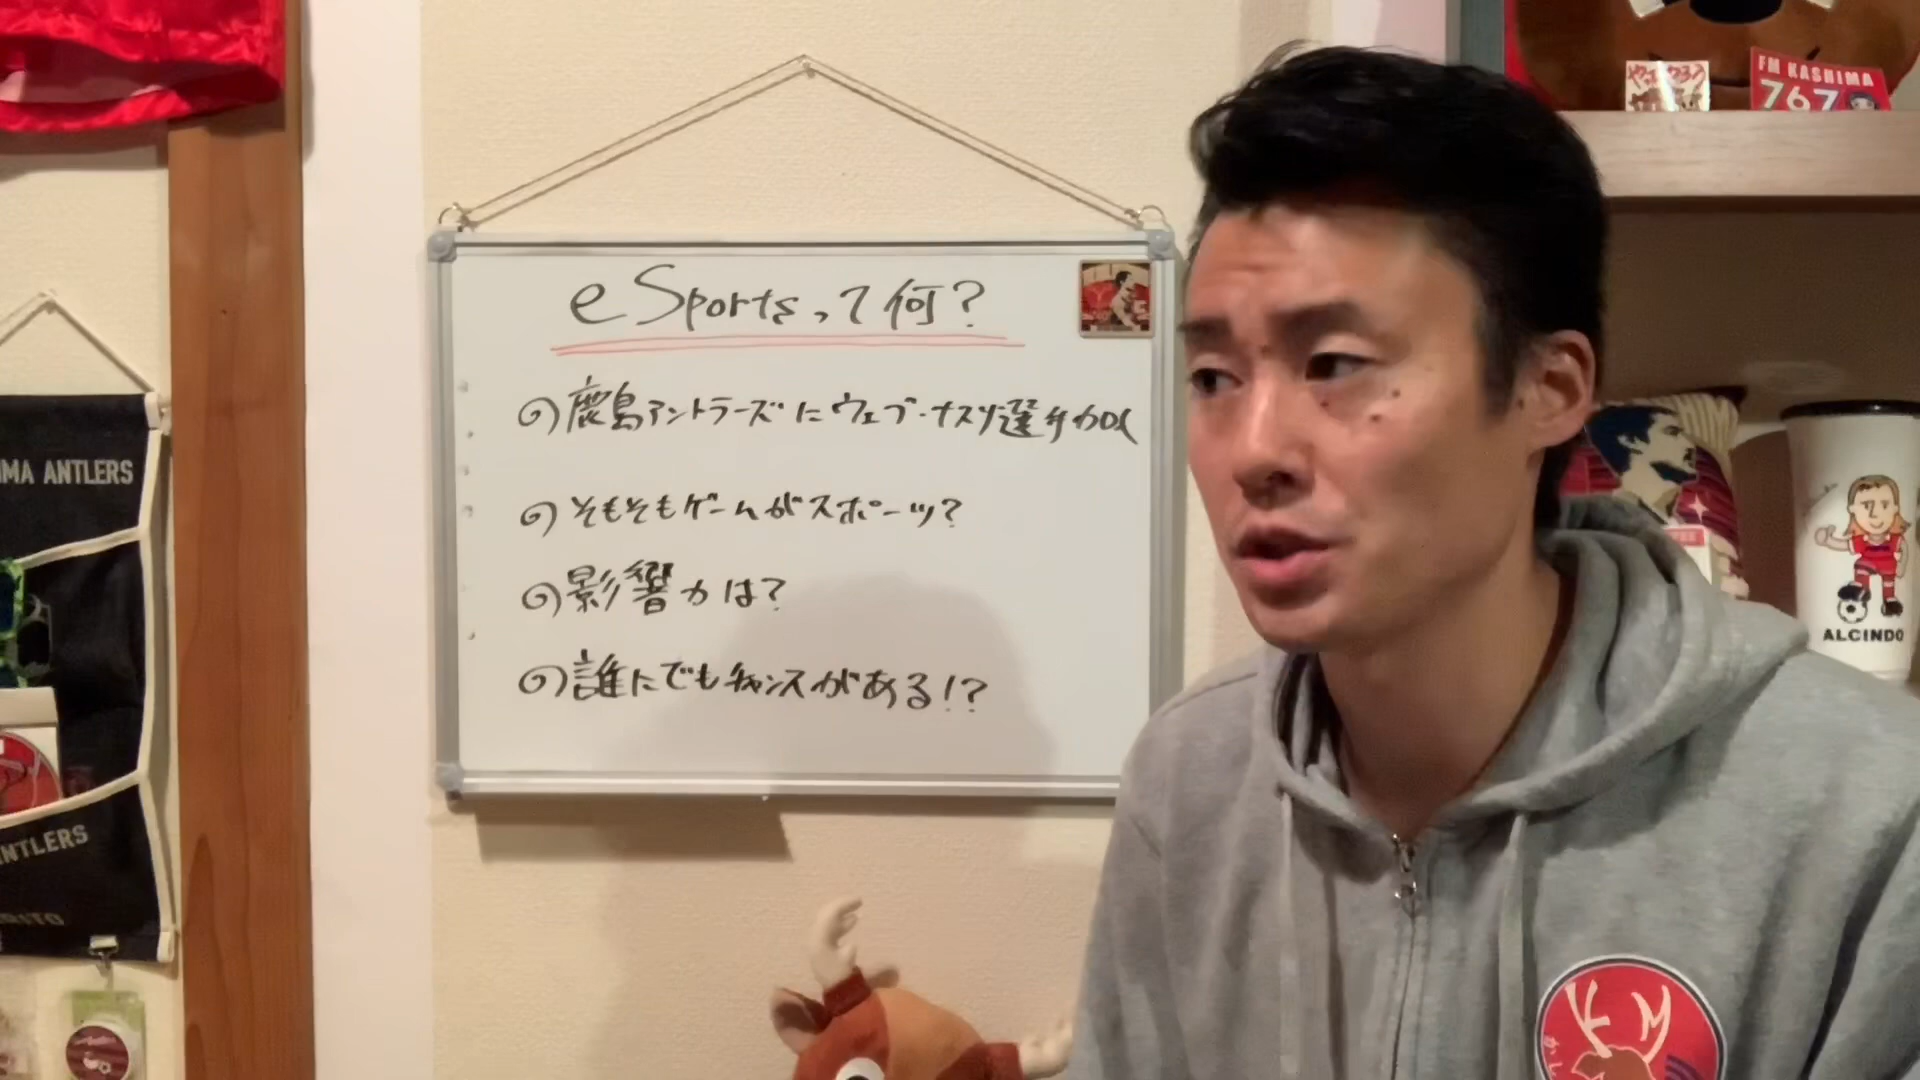 eSportsって何?
の鹿島アントラーズにウェブ・ナスリ選手加入
のそもそもゲームがスポーツ?
の影響力は?
の誰にでもチャンスがある!?
FM KASHIMA
767
IMA ANTLERS
NTLERS
ALCINDO
KM